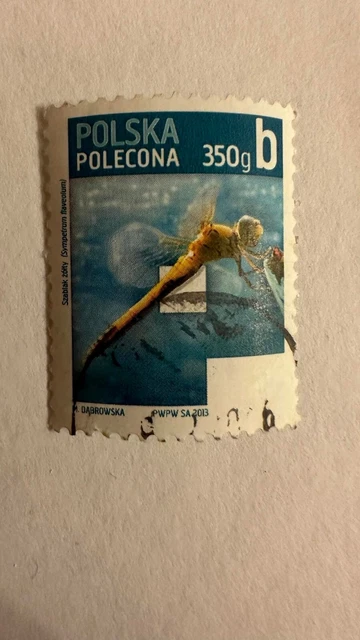 POLSKA
POLECONA 350g b
Szablak żółty (Sympetrum flaveolum)
DĄBROWSKA PWPW SA 2013